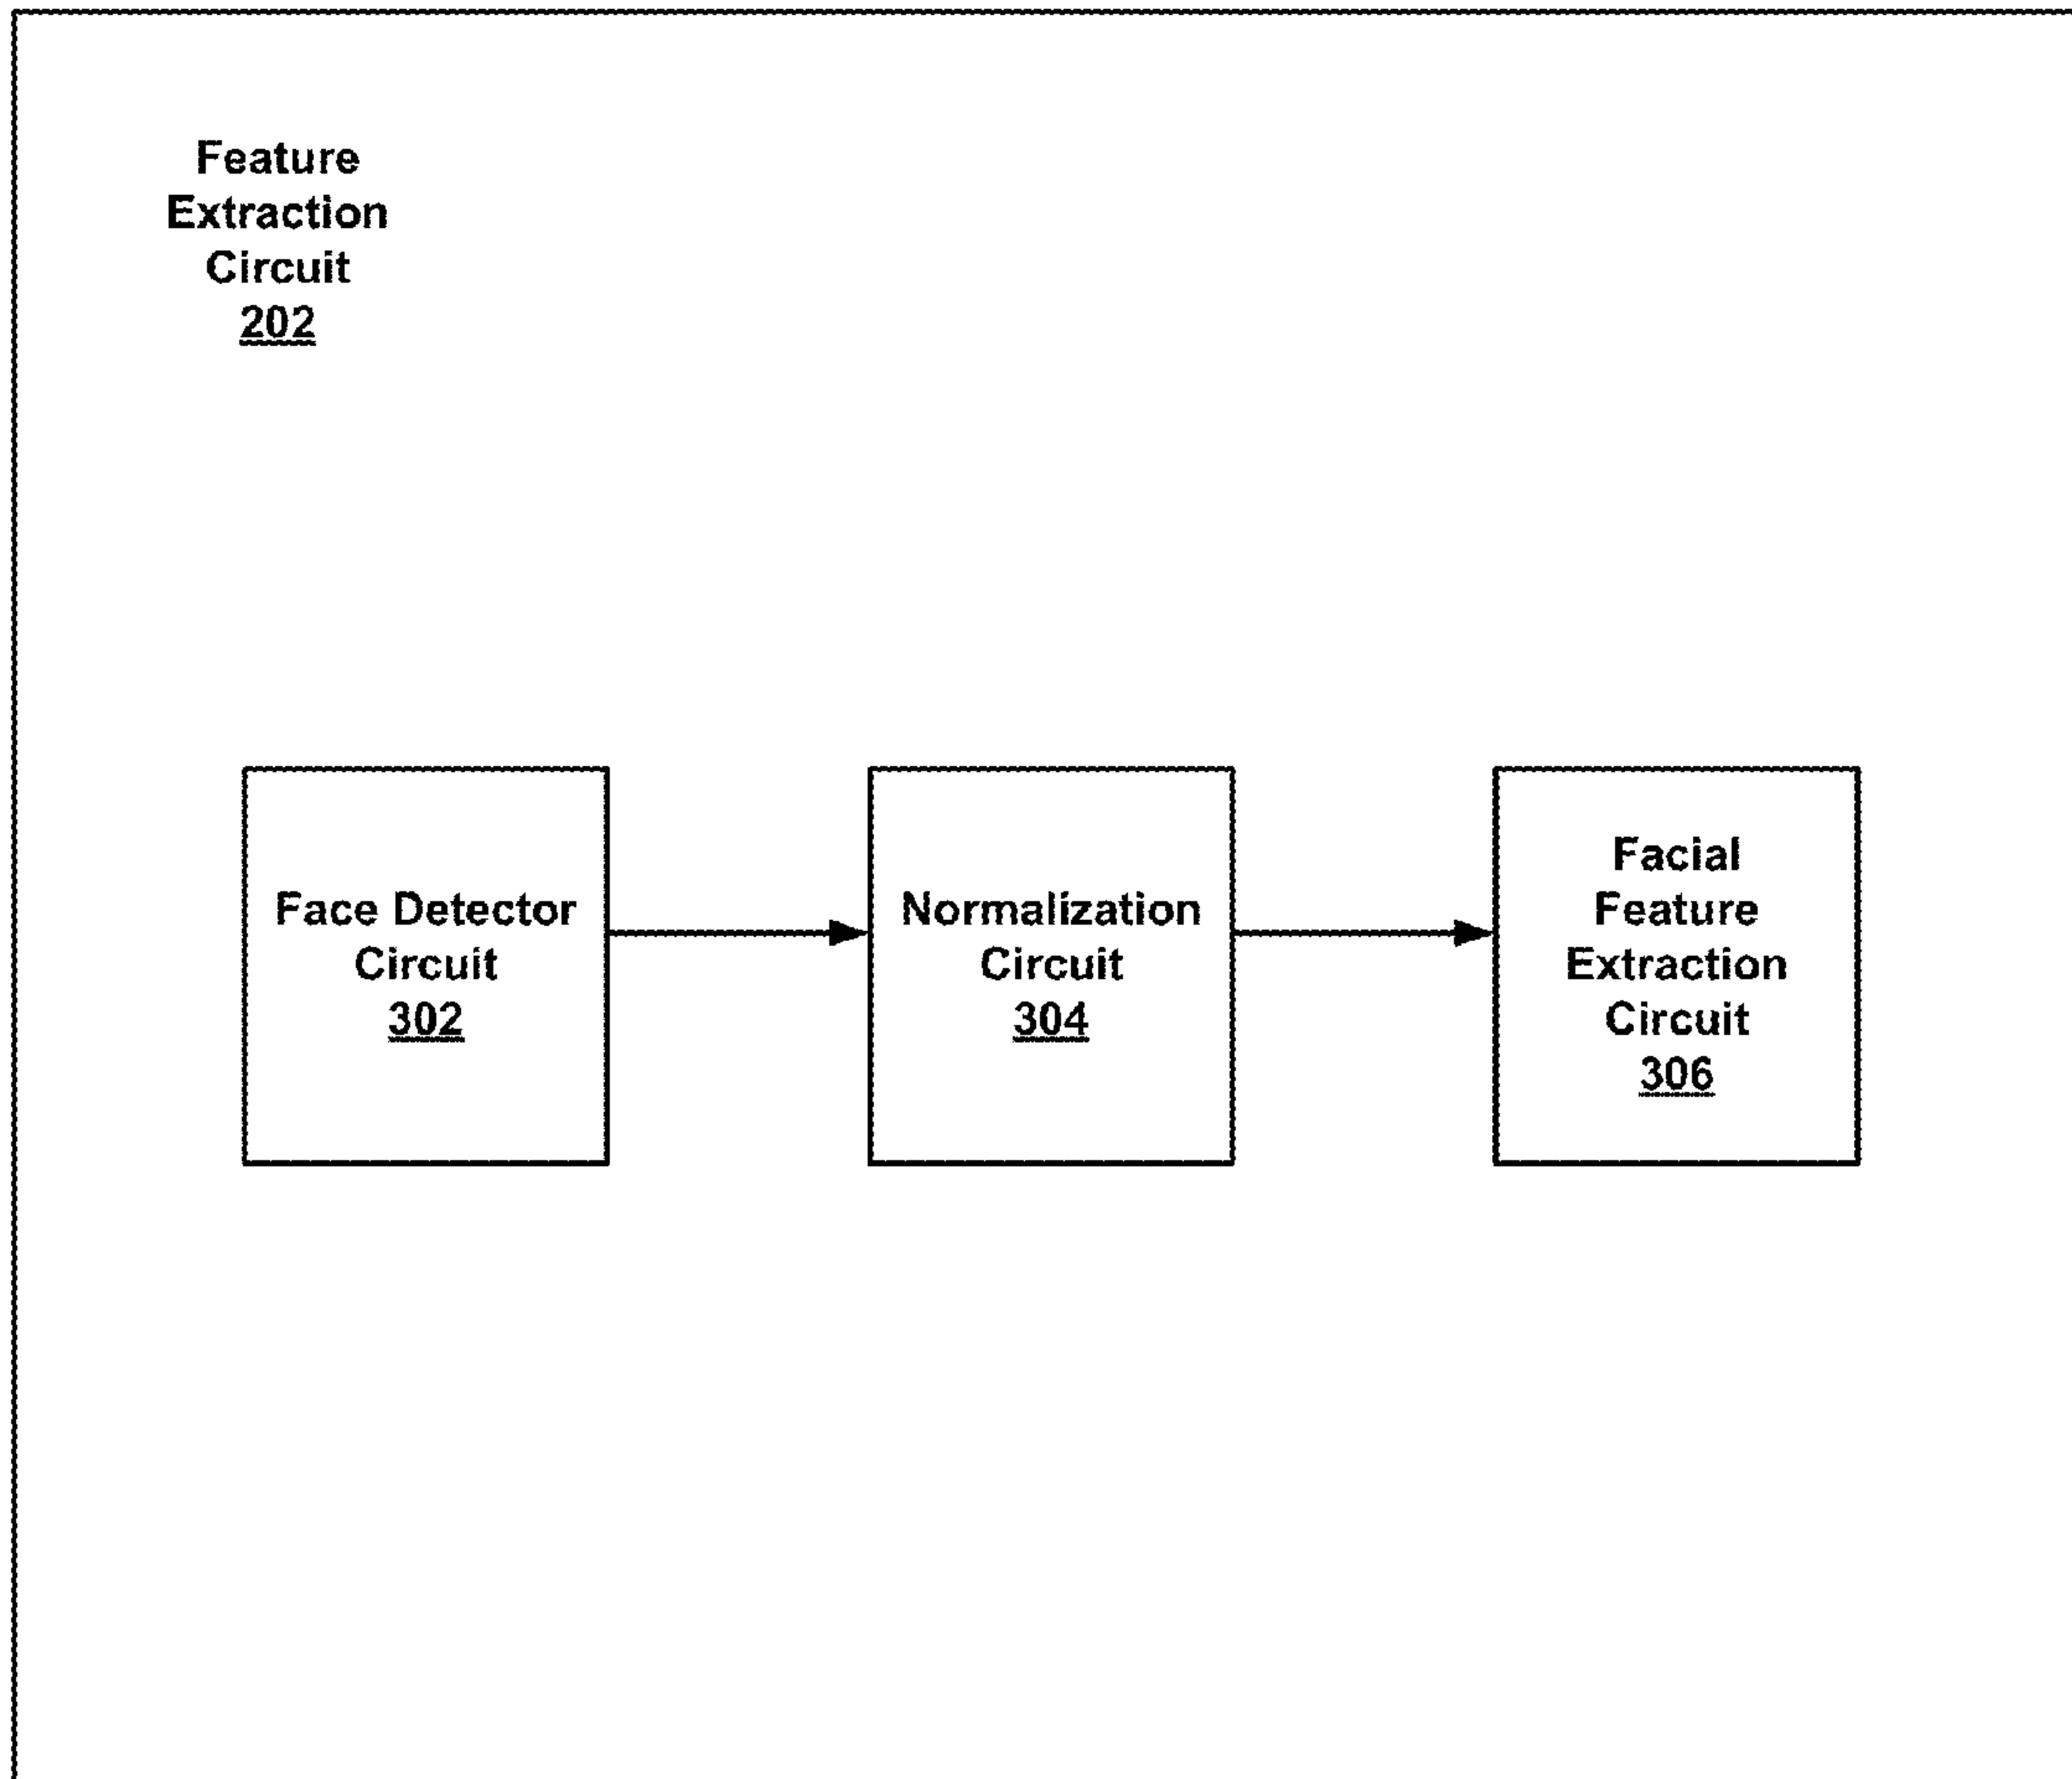 Feature
Extraction
Circuit
202
Face Detector
Circuit
302
Normalization
Circuit
304
Facial
Feature
Extraction
Circuit
306